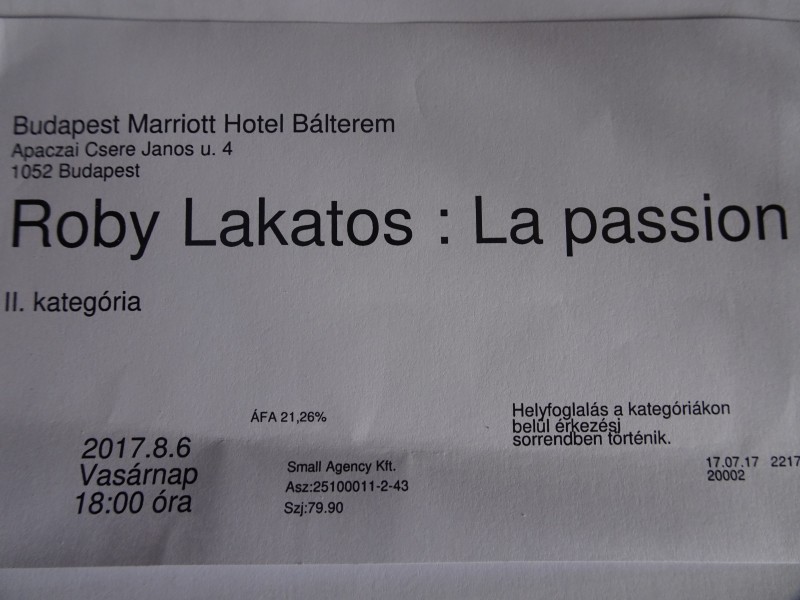 Budapest Marriott Hotel Bálterem
Apaczai Csere Janos u. 4
1052 Budapest
Roby Lakatos : La passion
II. kategória
ÁFA 21,26%
Helyfoglalás a kategóriákon
belül érkezési
sorrendben történik.
2017.8.6
Vasárnap
18:00 óra
Small Agency Kft.
Asz:25100011-2-43
Szj:79.90
17.07.17 2217
20002